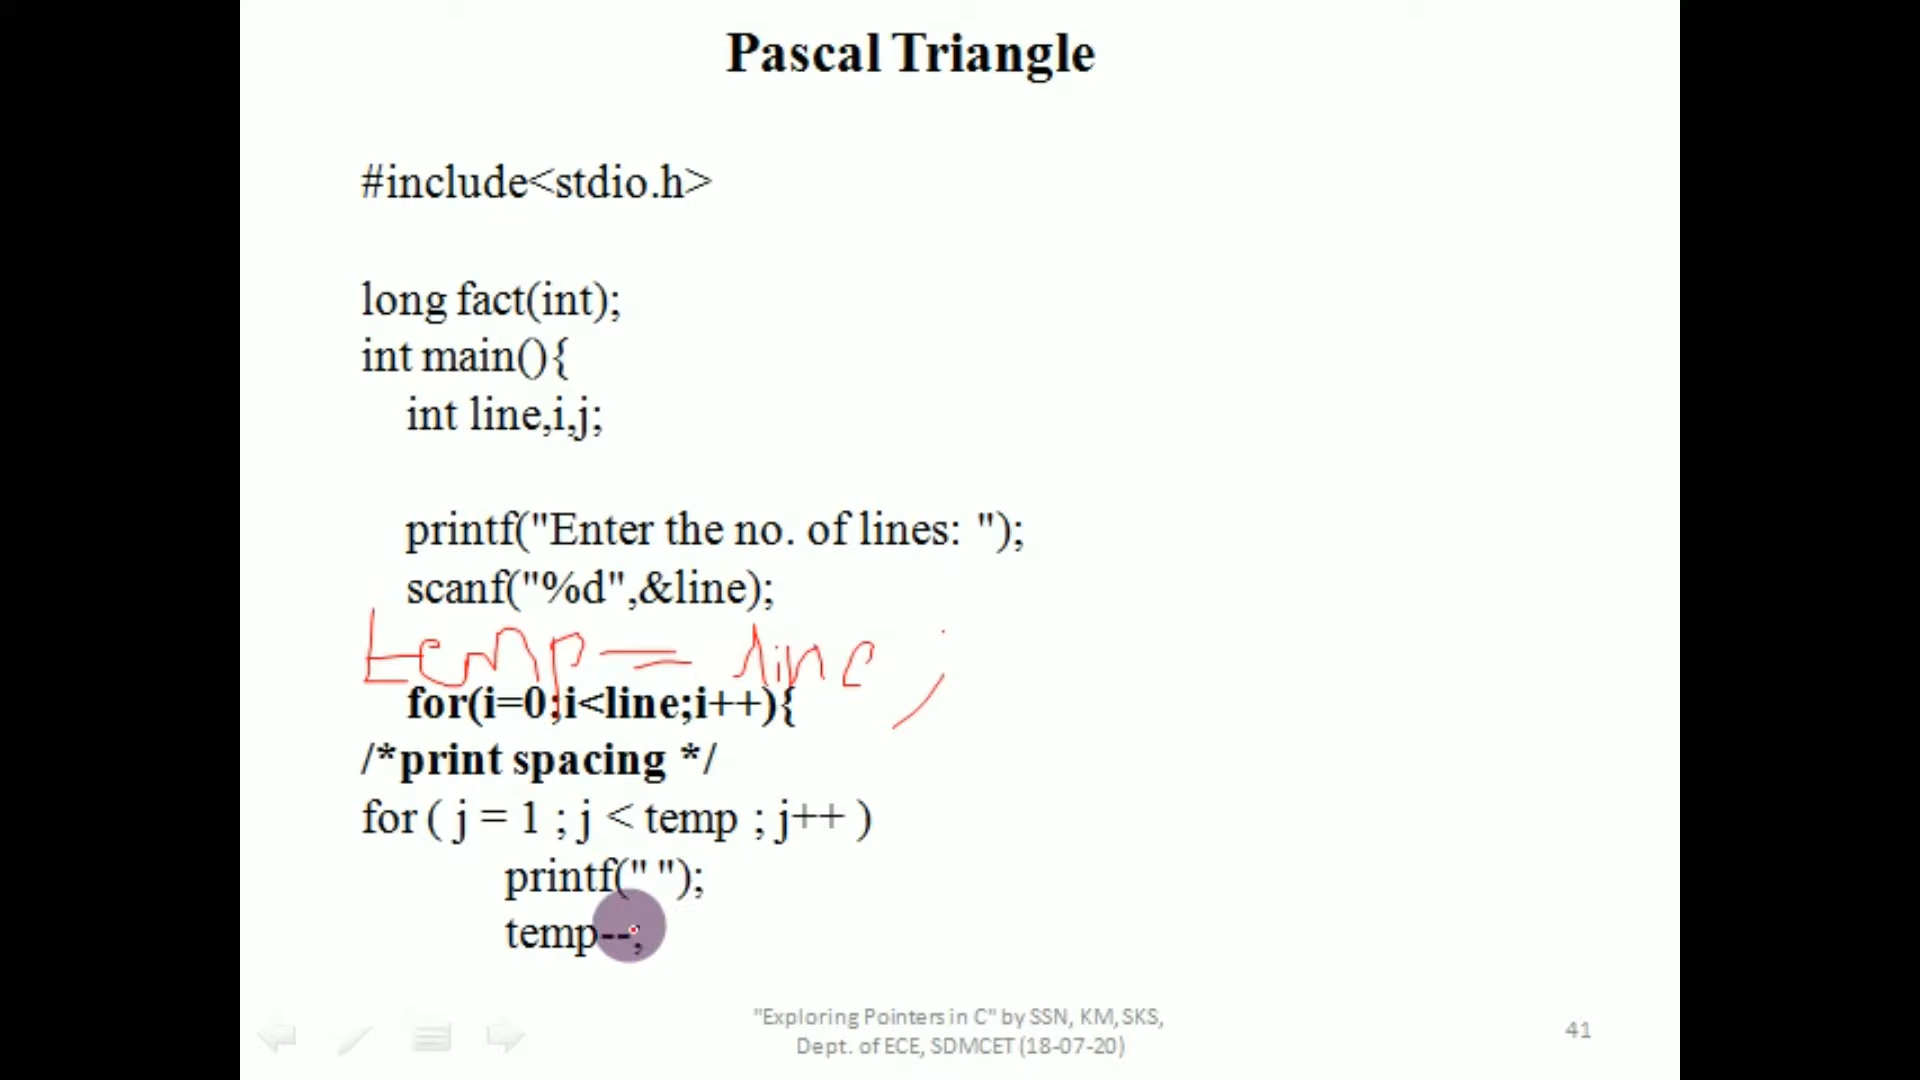 Pascal Triangle
#include<stdio.h>
long fact(int);
int main(){
int line,i,j;
printf("Enter the no. of lines: ");
scanf("%d",&line);
temp = line ;
for(i=0;i<line;i++){
/*print spacing */
for ( j = 1 ; j < temp ; j++ )
printf(" ");
temp--;
"Exploring Pointers in C" by SSN, KM, SKS,
Dept. of ECE, SDMCET (18-07-20)
41